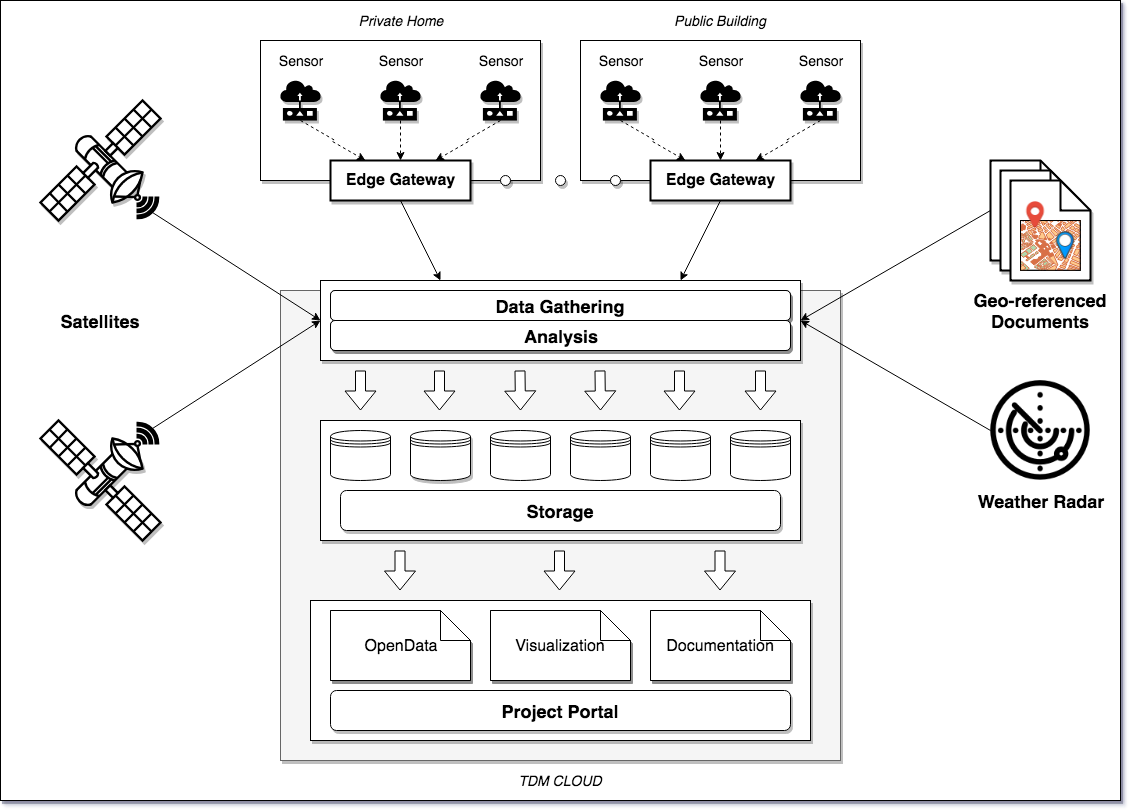 Private Home
Public Building
Sensor
Sensor
Sensor
Sensor
Sensor
Sensor
Edge Gateway
Edge Gateway
Satellites
Geo-referenced
Documents
Data Gathering
Analysis
Storage
Weather Radar
OpenData
Visualization
Documentation
Project Portal
TDM CLOUD